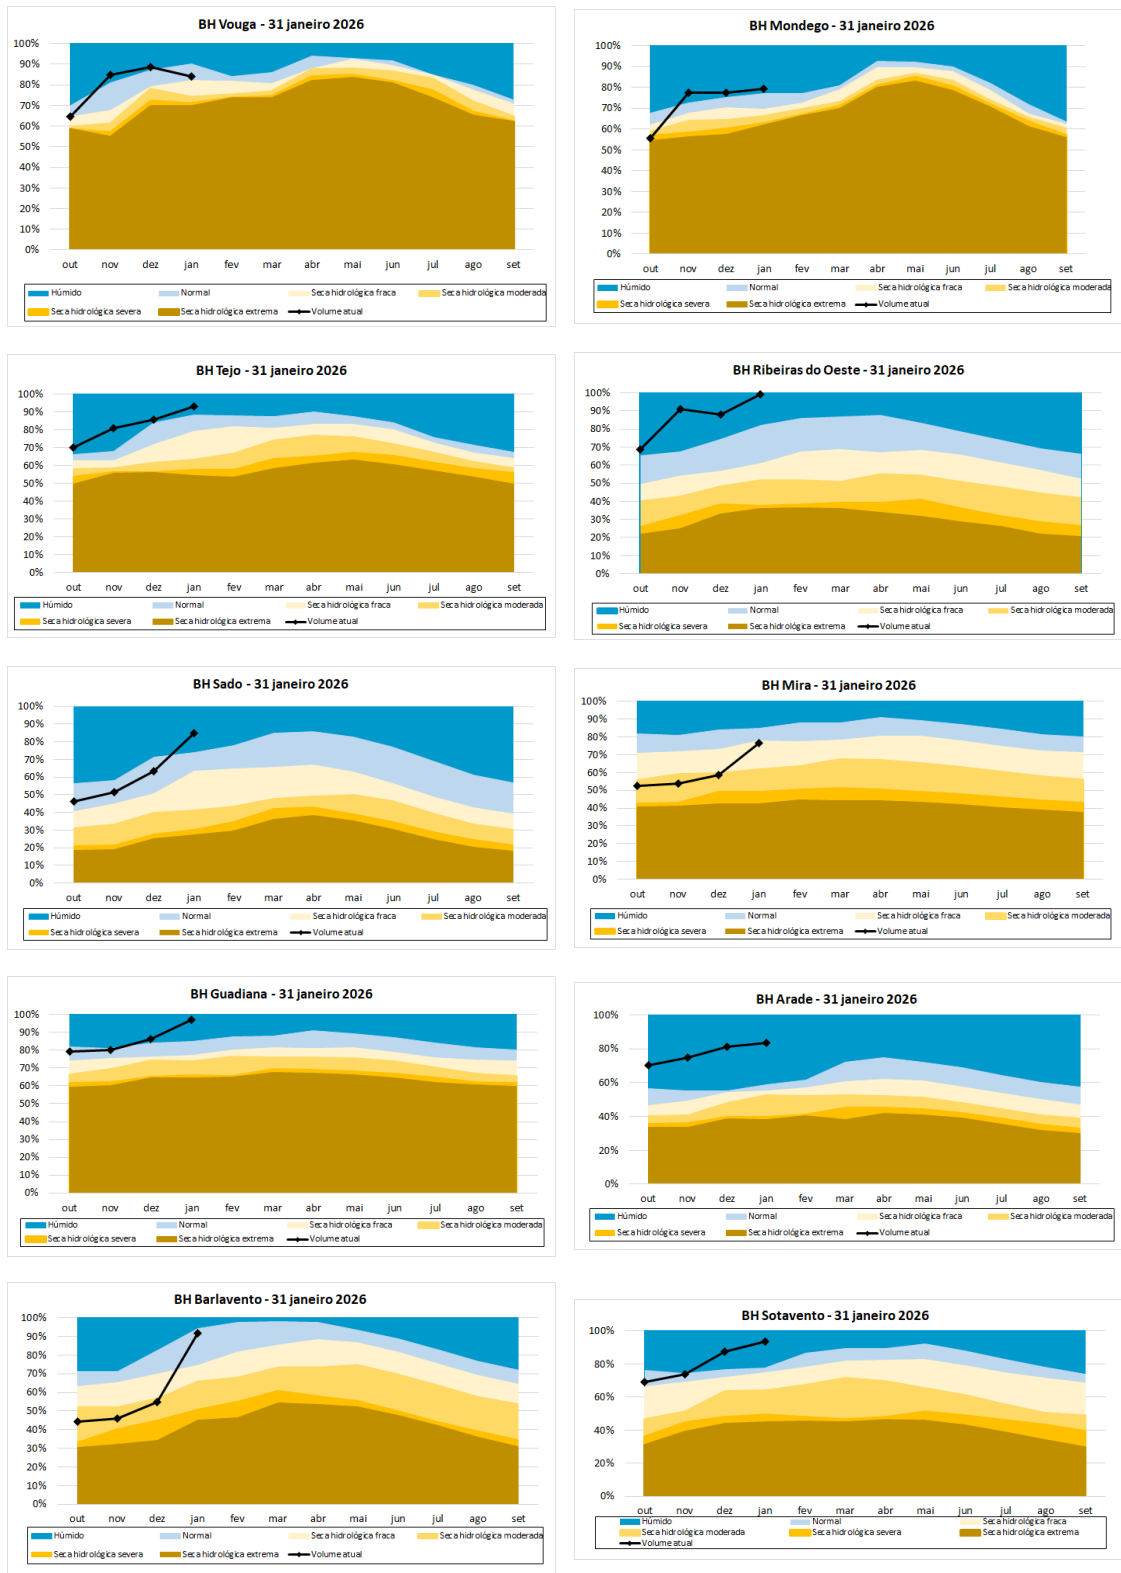 BH Vouga - 31 janeiro 2026
100%
90%
80%
70%
60%
50%
40%
30%
20%
10%
0%
out nov dez jan fev mar abr mai jun jul ago set
Húmido Normal Seca hidrológica fraca Seca hidrológica moderada
Seca hidrológica severa Seca hidrológica extrema Volume atual
BH Mondego - 31 janeiro 2026
100%
90%
80%
70%
60%
50%
40%
30%
20%
10%
0%
out nov dez jan fev mar abr mai jun jul ago set
Húmido Normal Seca hidrológica fraca Seca hidrológica moderada
Seca hidrológica severa Seca hidrológica extrema Volume atual
BH Tejo - 31 janeiro 2026
100%
90%
80%
70%
60%
50%
40%
30%
20%
10%
0%
out nov dez jan fev mar abr mai jun jul ago set
Húmido Normal Seca hidrológica fraca Seca hidrológica moderada
Seca hidrológica severa Seca hidrológica extrema Volume atual
BH Ribeiras do Oeste - 31 janeiro 2026
100%
90%
80%
70%
60%
50%
40%
30%
20%
10%
0%
out nov dez jan fev mar abr mai jun jul ago set
Húmido Normal Seca hidrológica fraca Seca hidrológica moderada
Seca hidrológica severa Seca hidrológica extrema Volume atual
BH Sado - 31 janeiro 2026
100%
90%
80%
70%
60%
50%
40%
30%
20%
10%
0%
out nov dez jan fev mar abr mai jun jul ago set
Húmido Normal Seca hidrológica fraca Seca hidrológica moderada
Seca hidrológica severa Seca hidrológica extrema Volume atual
BH Mira - 31 janeiro 2026
100%
90%
80%
70%
60%
50%
40%
30%
20%
10%
0%
out nov dez jan fev mar abr mai jun jul ago set
Húmido Normal Seca hidrológica fraca Seca hidrológica moderada
Seca hidrológica severa Seca hidrológica extrema Volume atual
BH Guadiana - 31 janeiro 2026
100%
90%
80%
70%
60%
50%
40%
30%
20%
10%
0%
out nov dez jan fev mar abr mai jun jul ago set
Húmido Normal Seca hidrológica fraca Seca hidrológica moderada
Seca hidrológica severa Seca hidrológica extrema Volume atual
BH Arade - 31 janeiro 2026
100%
80%
60%
40%
20%
0%
out nov dez jan fev mar abr mai jun jul ago set
Húmido Normal Seca hidrológica fraca Seca hidrológica moderada
Seca hidrológica severa Seca hidrológica extrema Volume atual
BH Barlavento - 31 janeiro 2026
100%
90%
80%
70%
60%
50%
40%
30%
20%
10%
0%
out nov dez jan fev mar abr mai jun jul ago set
Húmido Normal Seca hidrológica fraca Seca hidrológica moderada
Seca hidrológica severa Seca hidrológica extrema Volume atual
BH Sotavento - 31 janeiro 2026
100%
80%
60%
40%
20%
0%
out nov dez jan fev mar abr mai jun jul ago set
Húmido Normal Seca hidrológica fraca
Seca hidrológica moderada Seca hidrológica severa Seca hidrológica extrema
Volume atual